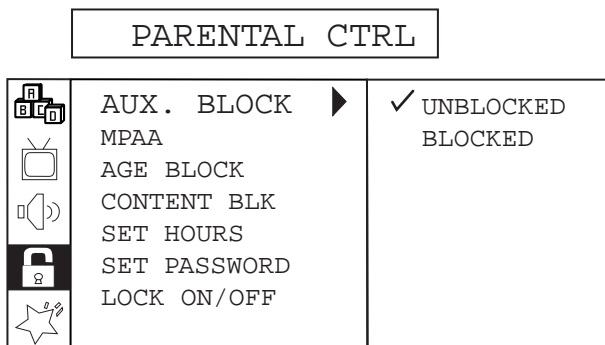 PARENTAL CTRL
A
B C D
AUX. BLOCK
MPAA
AGE BLOCK
CONTENT BLK
SET HOURS
SET PASSWORD
LOCK ON/OFF
UNBLOCKED
BLOCKED